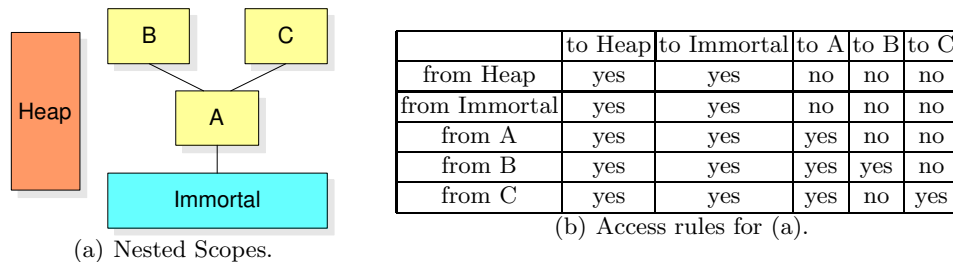 B
C
Heap
A
Immortal
(a) Nested Scopes.
to Heap to Immortal to A to B to C
from Heap yes yes no no no
from Immortal yes yes no no no
from A yes yes yes no no
from B yes yes yes yes no
from C yes yes yes no yes
(b) Access rules for (a).